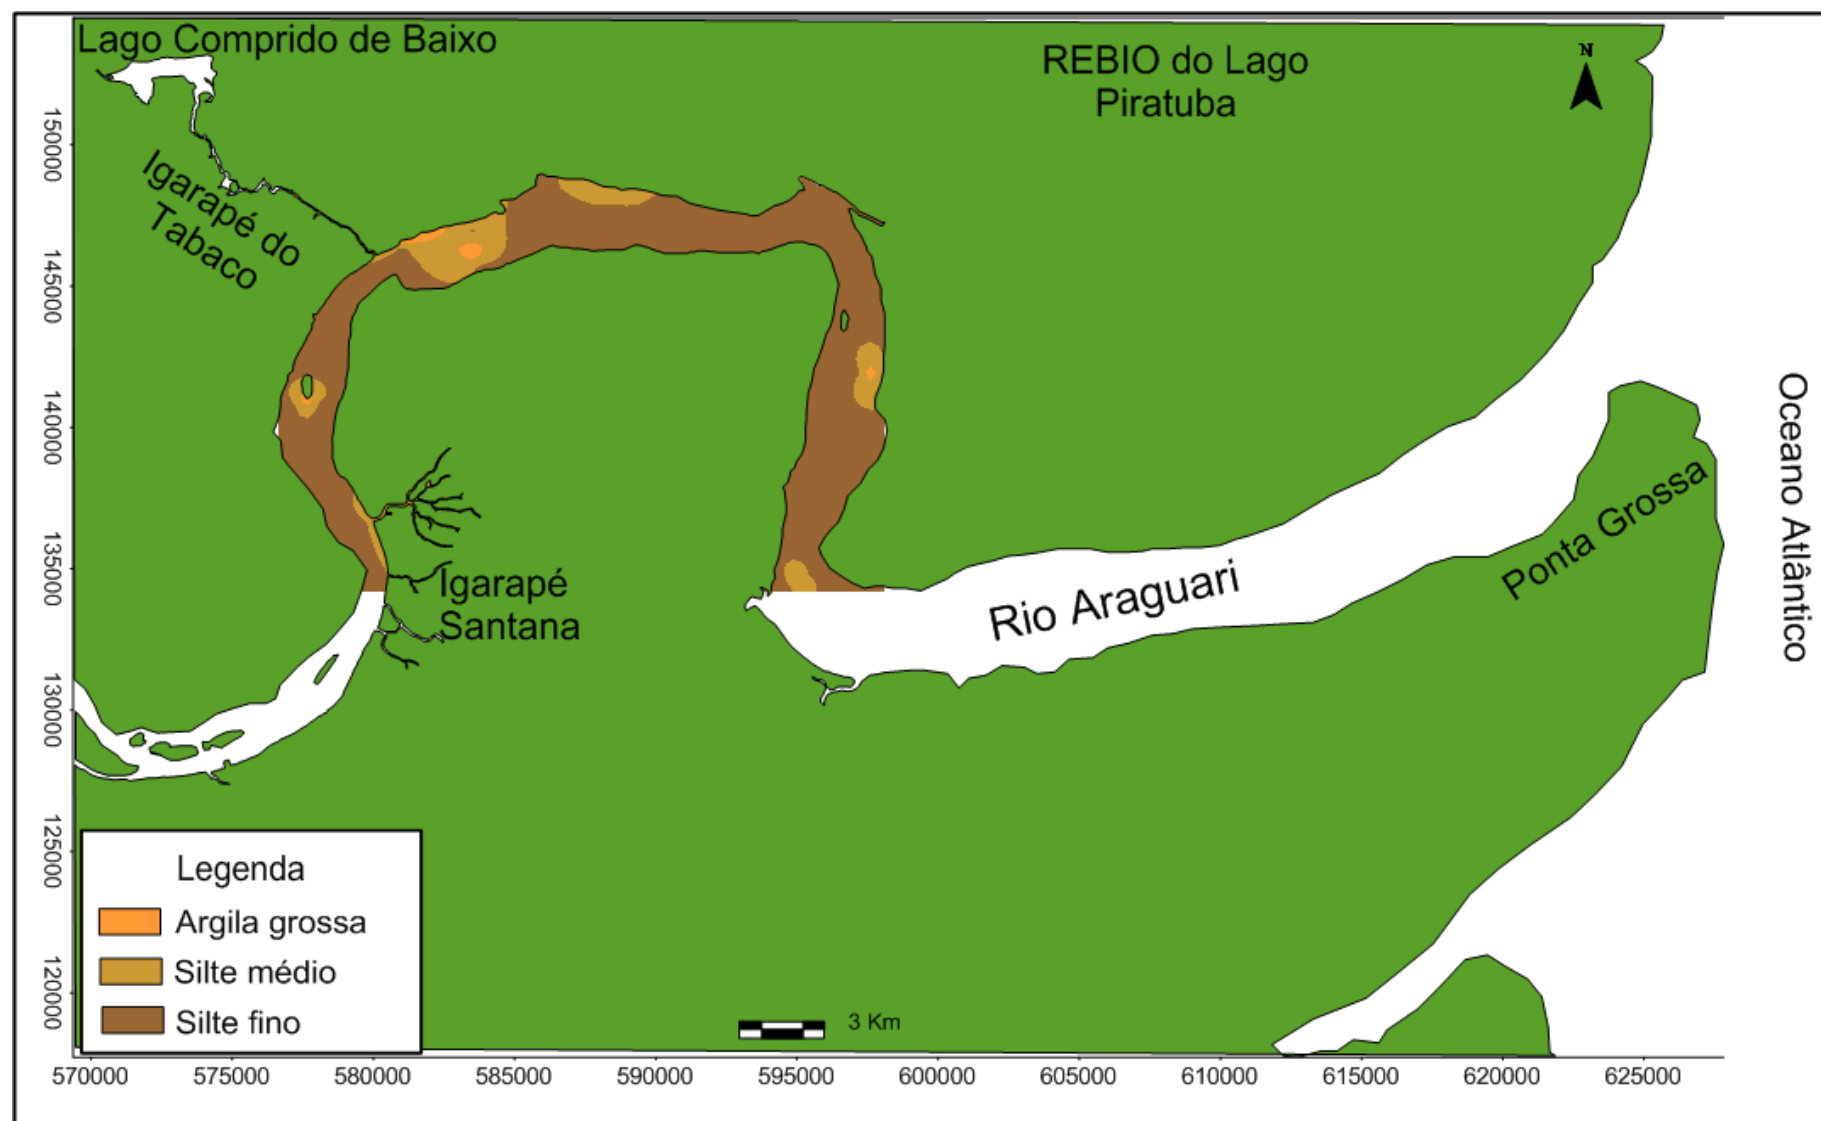 Lago Comprido de Baixo
REBIO do Lago
Piratuba
N
Igarapé do
Tabaco
Oceano Atlântico
Ponta Grossa
Rio Araguari
Igarapé
Santana
150000
145000
140000
135000
130000
125000
120000
Legenda
Argila grossa
Silte médio
Silte fino
3 Km
570000
575000
580000
585000
590000
595000
600000
605000
610000
615000
620000
625000